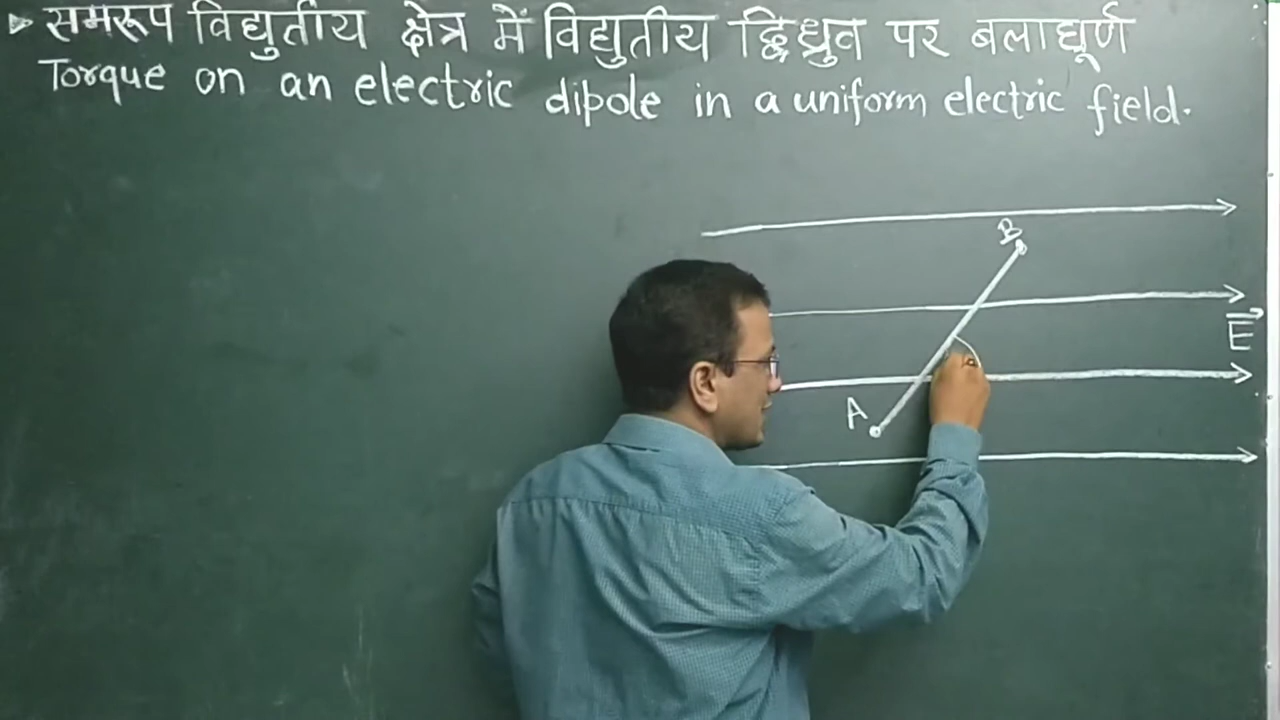 समरूप विद्युतीय क्षेत्र में विद्युतीय द्विध्रुव पर बलाघूर्ण
Torque on an electric dipole in a uniform electric field.
B
E
A